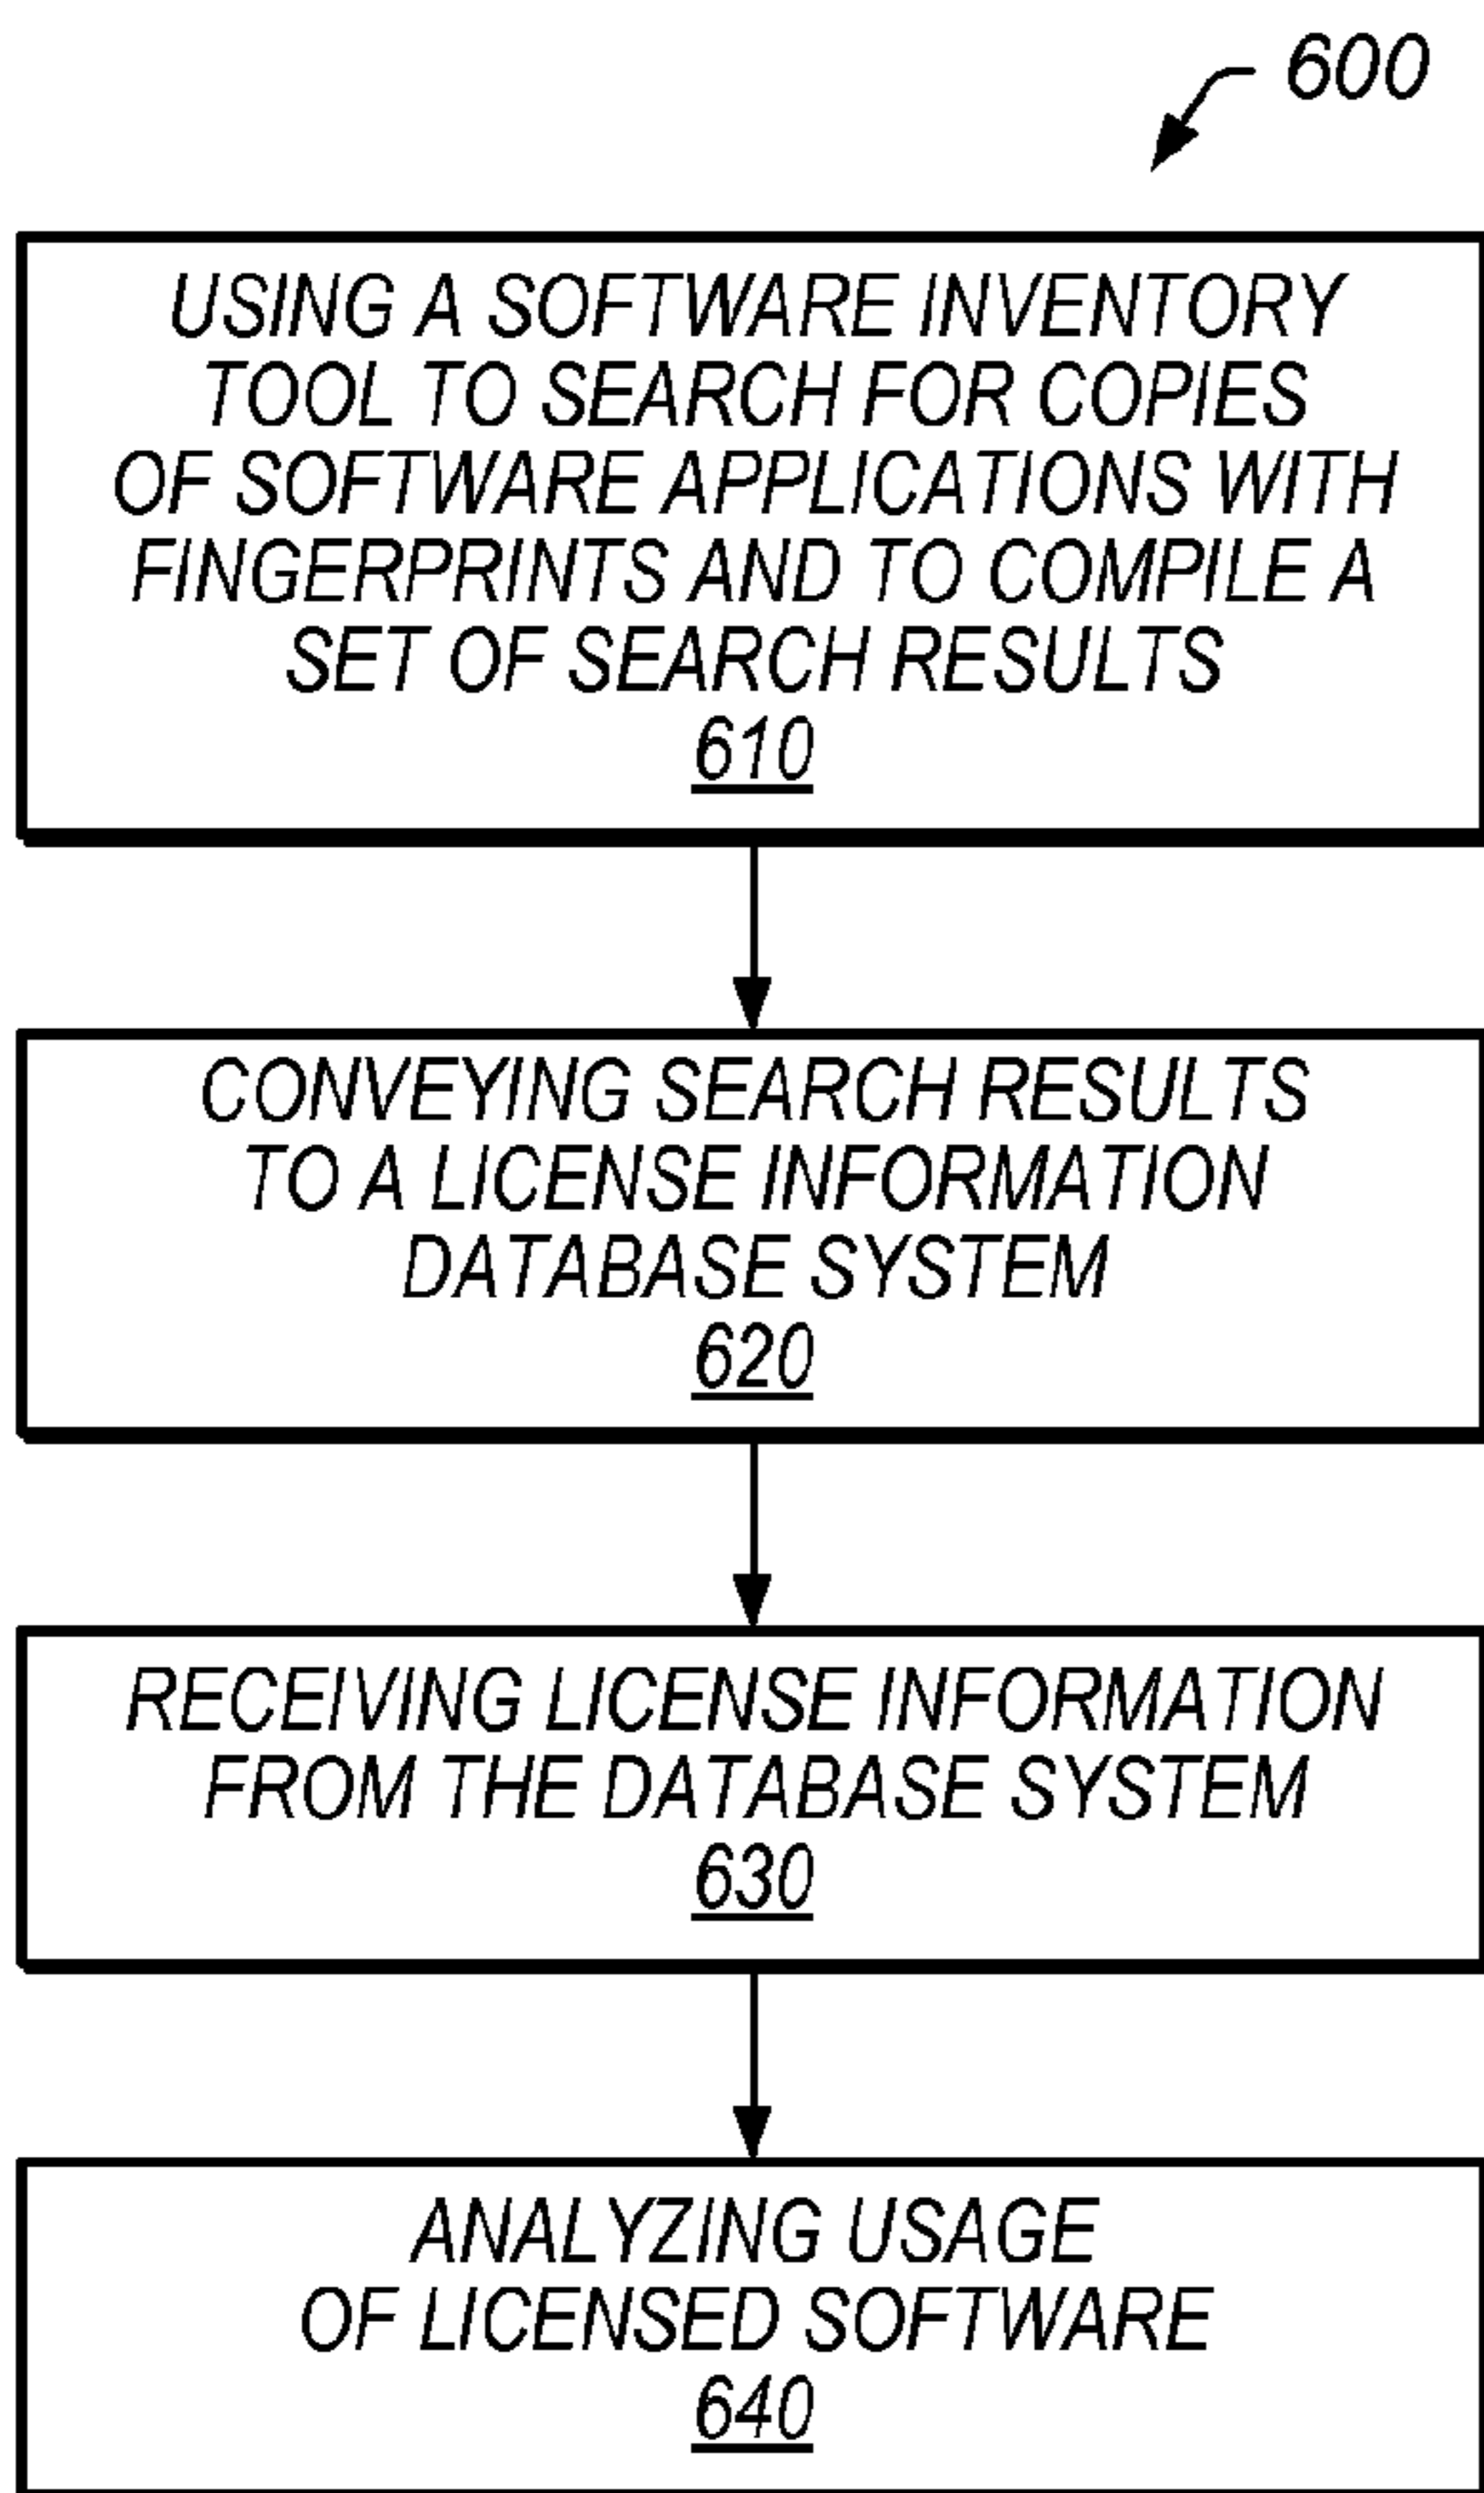 600
USING A SOFTWARE INVENTORY
TOOL TO SEARCH FOR COPIES
OF SOFTWARE APPLICATIONS WITH
FINGERPRINTS AND TO COMPILE A
SET OF SEARCH RESULTS
610
CONVEYING SEARCH RESULTS
TO A LICENSE INFORMATION
DATABASE SYSTEM
620
RECEIVING LICENSE INFORMATION
FROM THE DATABASE SYSTEM
630
ANALYZING USAGE
OF LICENSED SOFTWARE
640